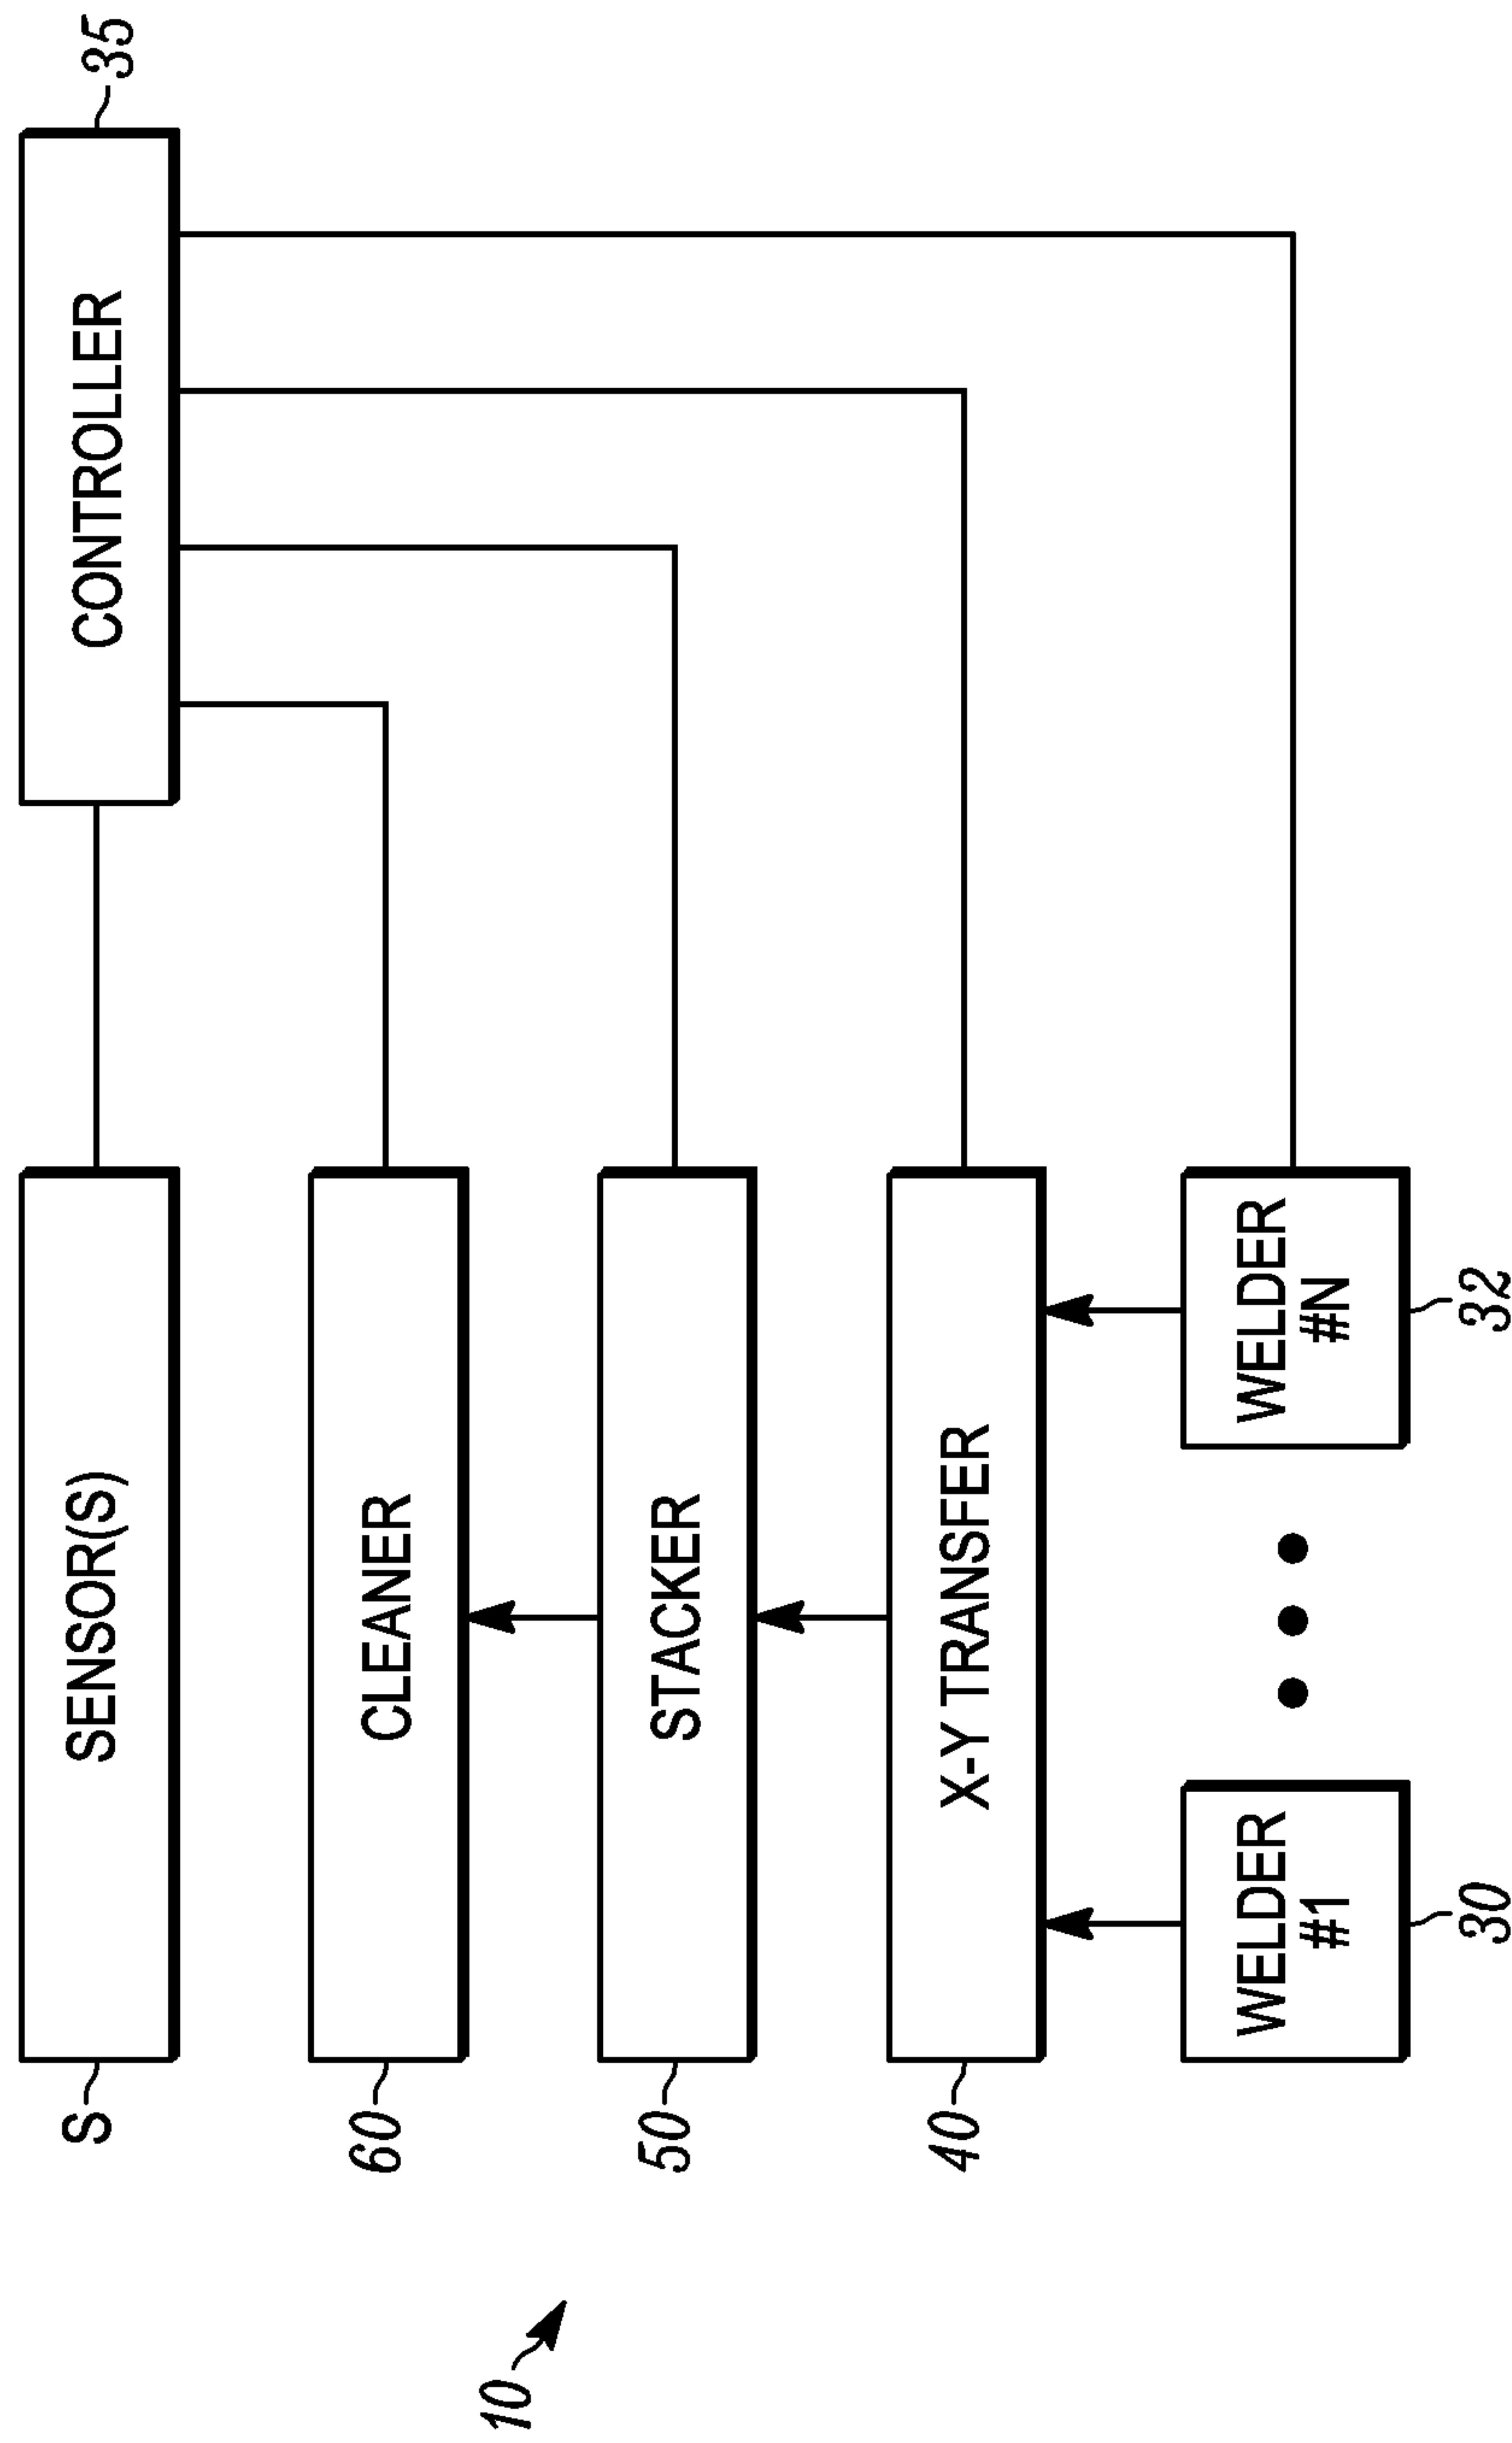 S
SENSOR(S)
CONTROLLER
35
60
CLEANER
50
STACKER
10
40
X-Y TRANSFER
WELDER
#1
30
WELDER
#N
32